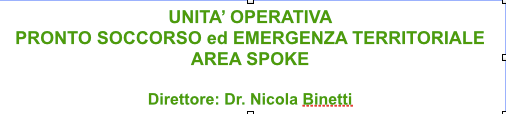 UNITA’ OPERATIVA
PRONTO SOCCORSO ed EMERGENZA TERRITORIALE
AREA SPOKE
Direttore: Dr. Nicola Binetti